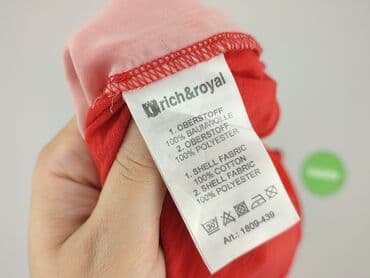 rich&royal
1. OBERSTOFF
100% BAUMWOLLE
2. OBERSTOFF
100% POLYESTER
1. SHELL FABRIC
100% COTTON
2. SHELL FABRIC
100% POLYESTER
30
Art.: 1609-439